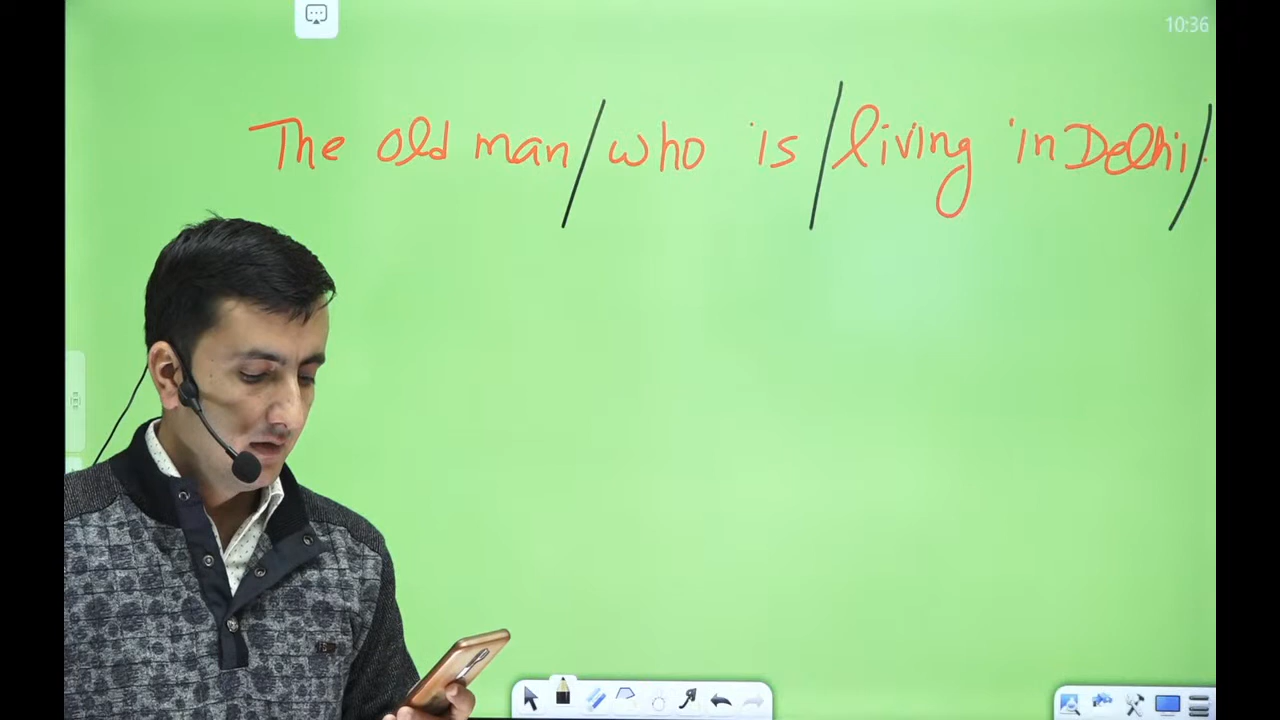 10:36
The old man / who is / living in Delhi / .